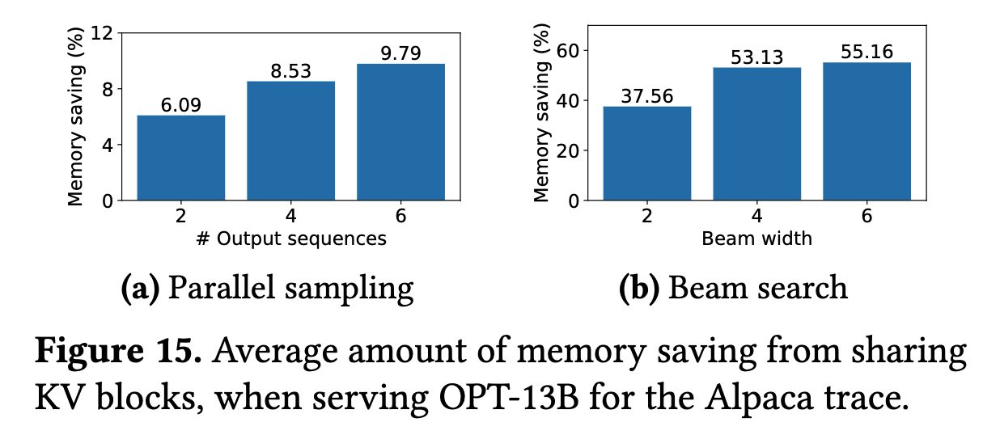 Memory saving (%)
12
8
4
0
6.09
8.53
9.79
2
4
6
# Output sequences
(a) Parallel sampling
Memory saving (%)
60
40
20
0
37.56
53.13
55.16
2
4
6
Beam width
(b) Beam search
Figure 15. Average amount of memory saving from sharing
KV blocks, when serving OPT-13B for the Alpaca trace.